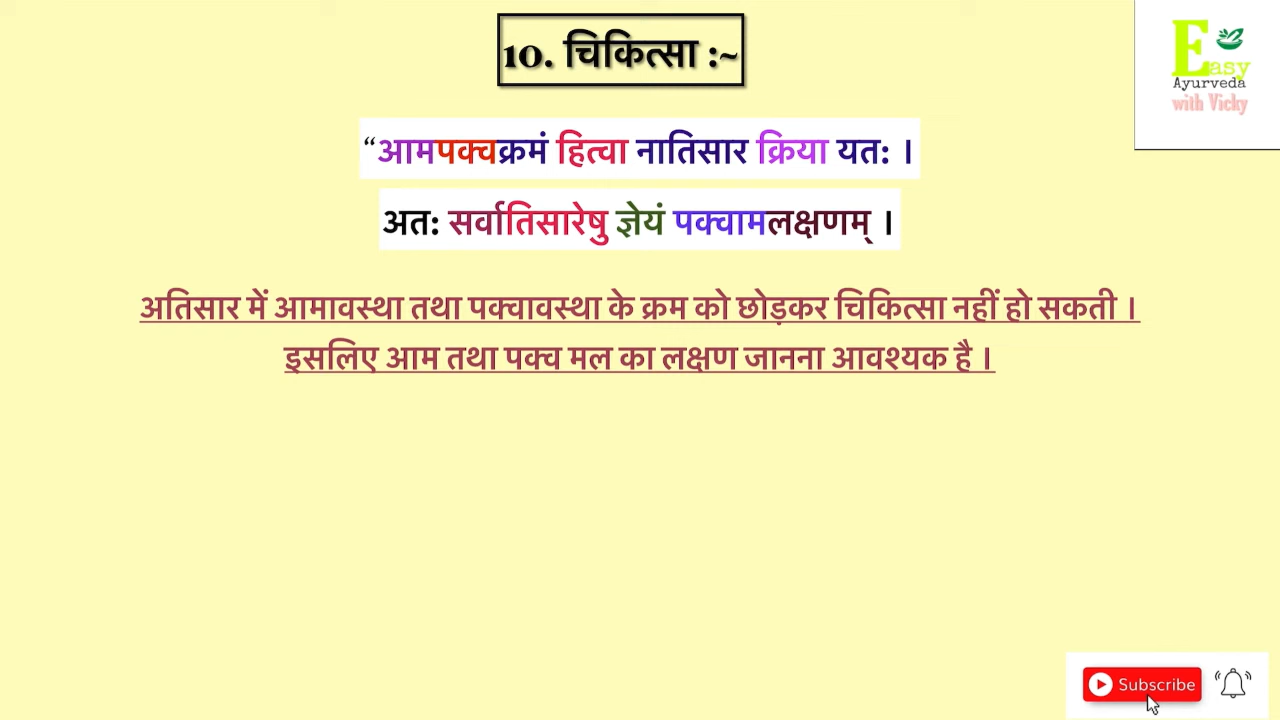 10. चिकित्सा :~
Easy
Ayurveda
with Vicky
“आमपक्वक्रमं हित्वा नातिसार क्रिया यतः ।
अतः सर्वातिसारेषु ज्ञेयं पक्वामलक्षणम् ।
अतिसार में आमावस्था तथा पक्वावस्था के क्रम को छोड़कर चिकित्सा नहीं हो सकती ।
इसलिए आम तथा पक्व मल का लक्षण जानना आवश्यक है ।
Subscribe